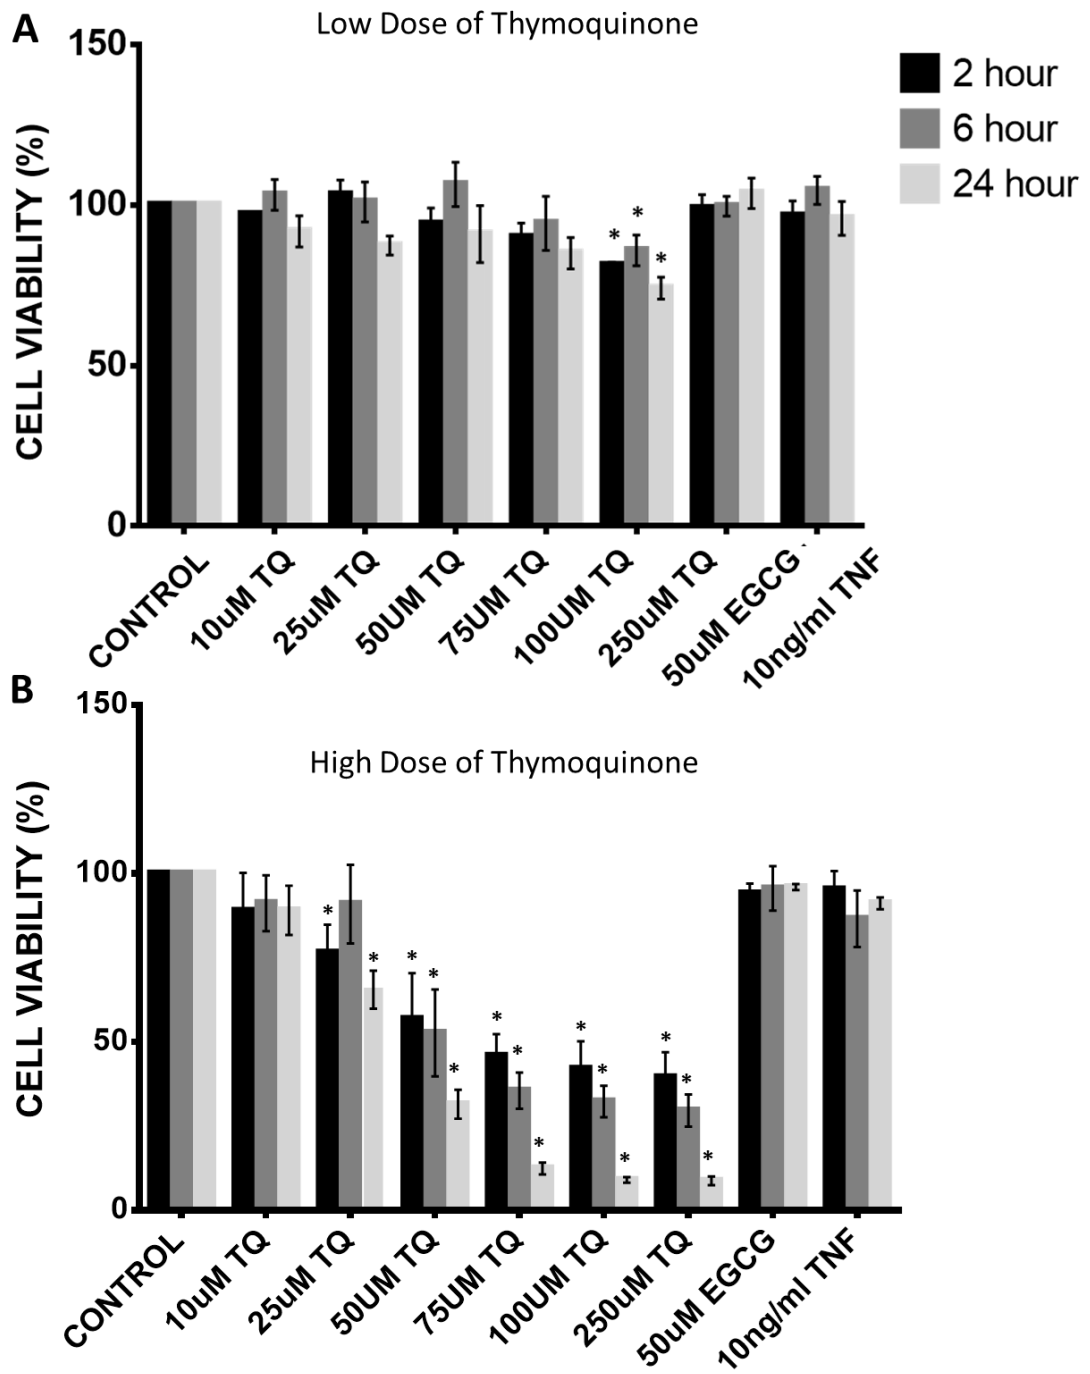 A
Low Dose of Thymoquinone
150
100
50
0
CELL VIABILITY (%)
2 hour
6 hour
24 hour
* * *
CONTROL
10uM TQ
25uM TQ
50UM TQ
75UM TQ
100UM TQ
250uM TQ
50uM EGCG
10ng/ml TNF
B
High Dose of Thymoquinone
150
100
50
0
CELL VIABILITY (%)
* * * * * * * * * * * * * *
CONTROL
10uM TQ
25uM TQ
50UM TQ
75UM TQ
100UM TQ
250uM TQ
50uM EGCG
10ng/ml TNF